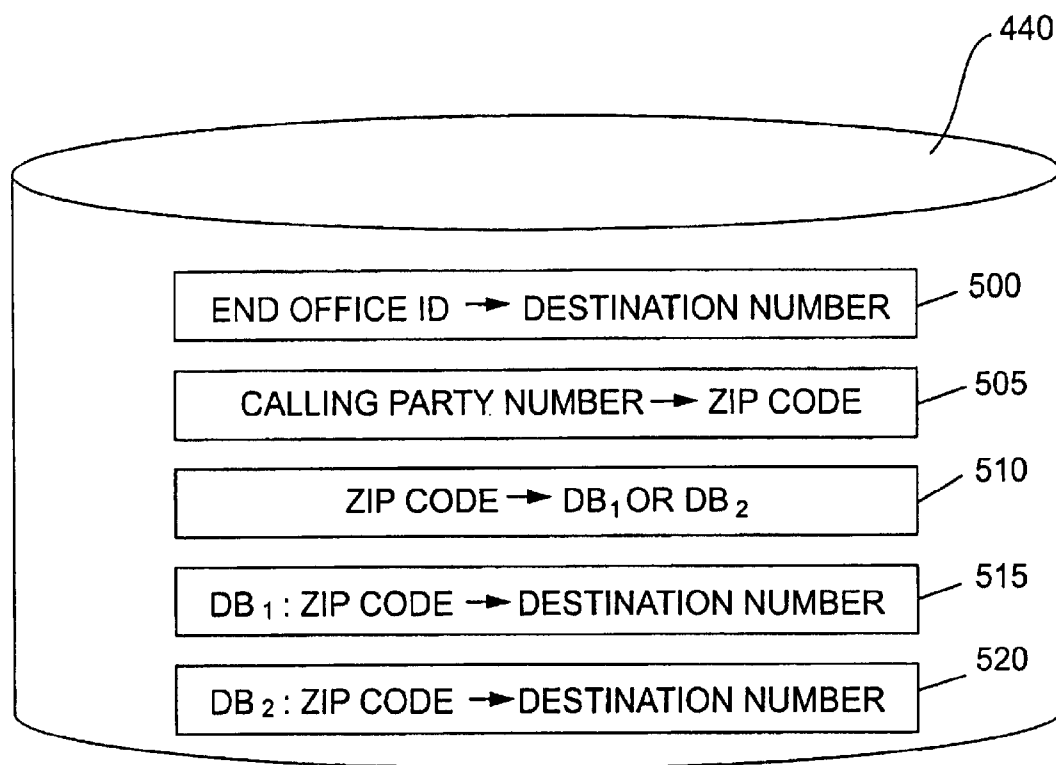 440
END OFFICE ID → DESTINATION NUMBER 500
CALLING PARTY NUMBER → ZIP CODE 505
ZIP CODE → DB₁ OR DB₂ 510
DB₁ : ZIP CODE → DESTINATION NUMBER 515
DB₂ : ZIP CODE → DESTINATION NUMBER 520